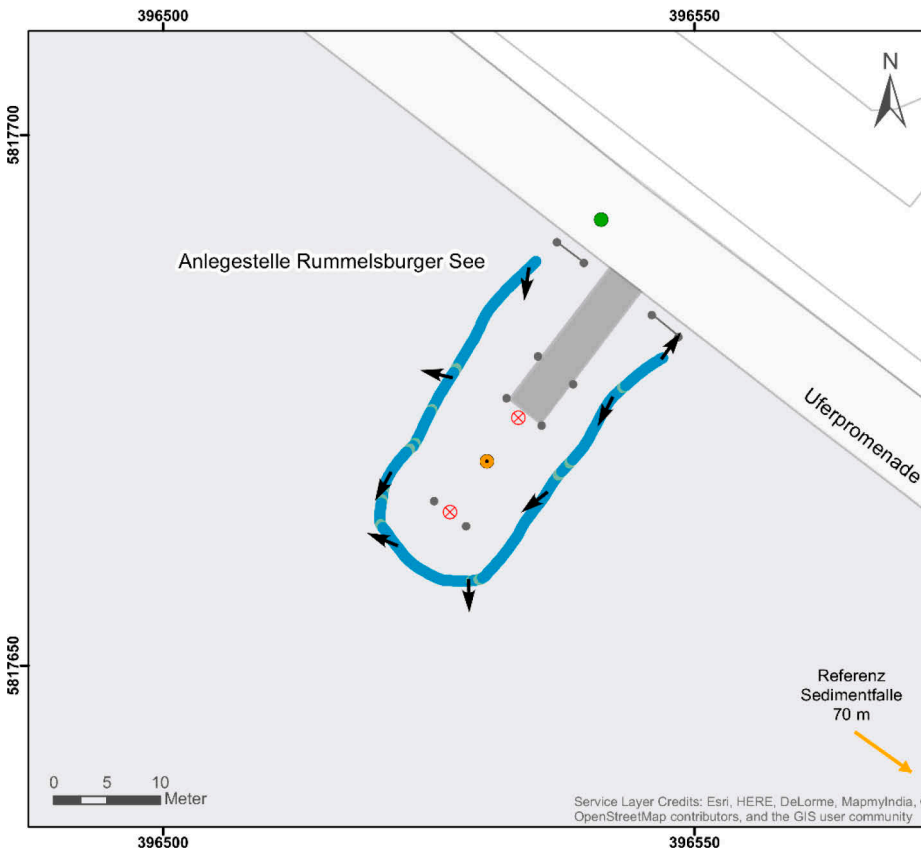 396500
396550
5817700
N
Anlegestelle Rummelsburger See
Uferpromenade
5817650
Referenz
Sedimentfalle
70 m
0 5 10
Meter
Service Layer Credits: Esri, HERE, DeLorme, MapmyIndia,
OpenStreetMap contributors, and the GIS user community
396500
396550